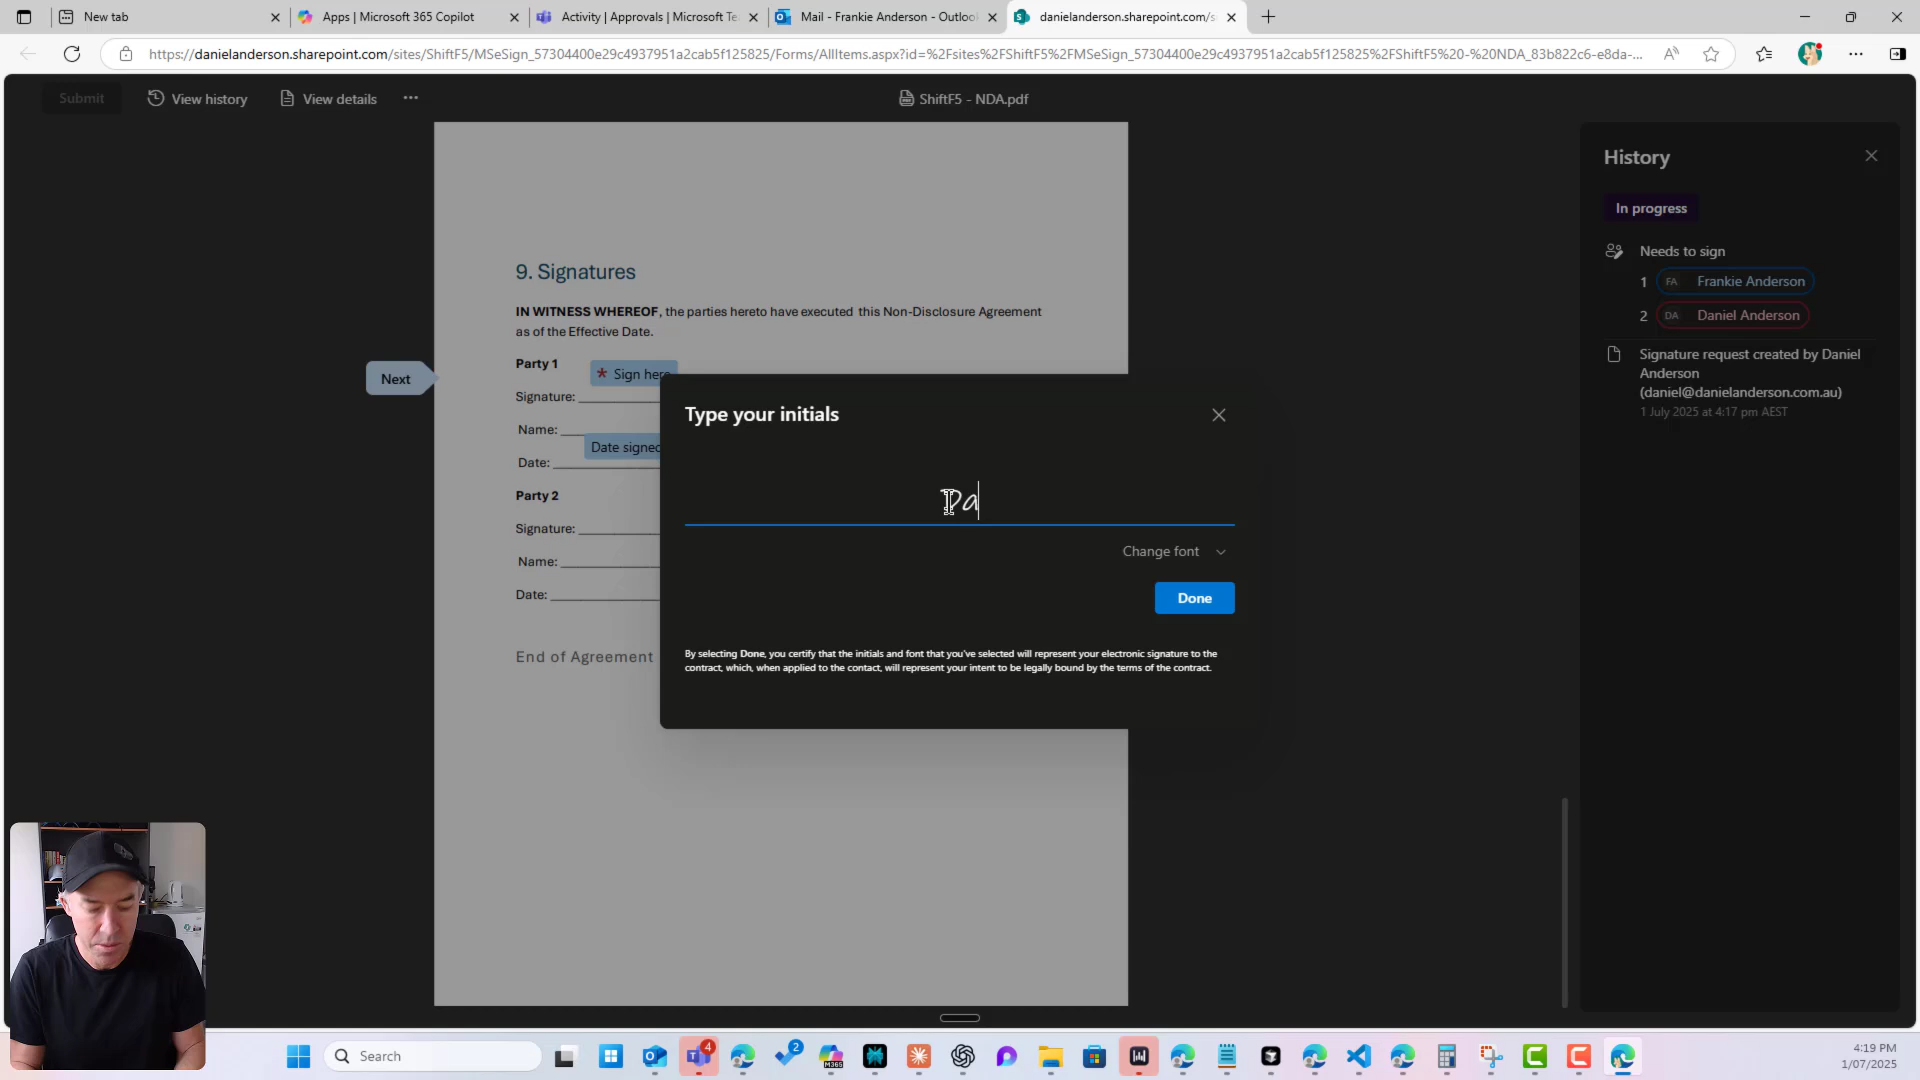 New tab
Apps | Microsoft 365 Copilot
Activity | Approvals | Microsoft Te
Mail - Frankie Anderson - Outloo
danielanderson.sharepoint.com/s
https://danielanderson.sharepoint.com/sites/ShiftF5/MSeSign_57304400e29c4937951a2cab5f125825/Forms/AllItems.aspx?id=%2Fsites%2FShiftF5%2FMSeSign_57304400e29c4937951a2cab5f125825%2FShiftF5%20-%20NDA_83b822c6-e8da-...
Submit
View history
View details
ShiftF5 - NDA.pdf
9. Signatures
IN WITNESS WHEREOF, the parties hereto have executed this Non-Disclosure Agreement
as of the Effective Date.
Party 1
* Sign here
Next
Signature:
Name:
Date signed
Date:
Party 2
Signature:
Name:
Date:
End of Agreement
Type your initials
Da
Change font
Done
By selecting Done, you certify that the initials and font that you've selected will represent your electronic signature to the
contract, which, when applied to the contact, will represent your intent to be legally bound by the terms of the contract.
History
In progress
Needs to sign
1 FA Frankie Anderson
2 DA Daniel Anderson
Signature request created by Daniel
Anderson
(daniel@danielanderson.com.au)
1 July 2025 at 4:17 pm AEST
Search
4
2
M365
4:19 PM
1/07/2025